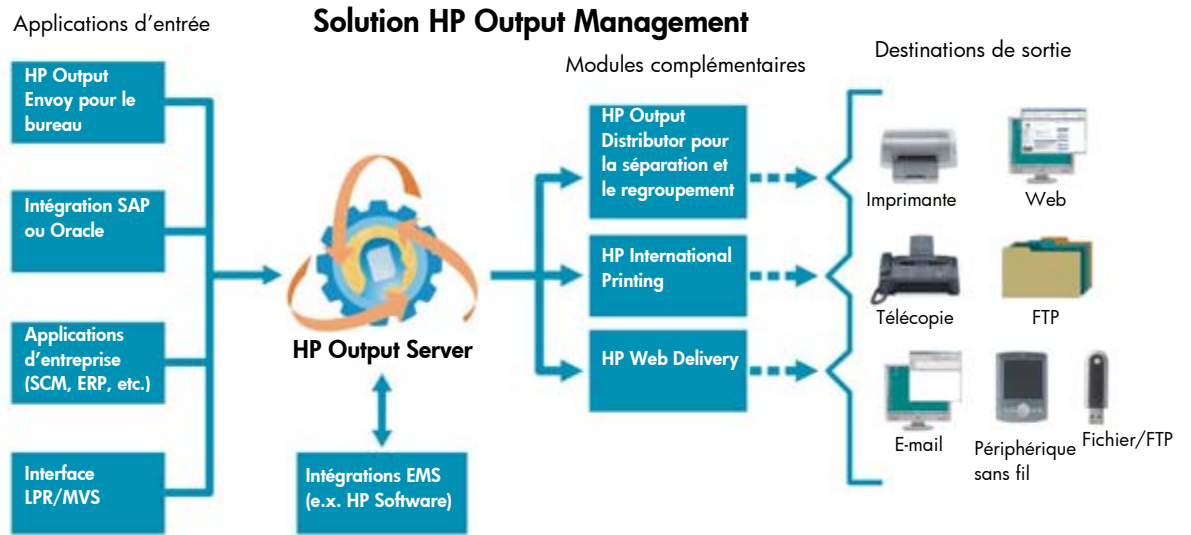 Solution HP Output Management
Applications d'entrée
HP Output
Envoy pour le
bureau
Intégration SAP
ou Oracle
Applications
d'entreprise
(SCM, ERP, etc.)
Interface
LPR/MVS
HP Output Server
Intégrations EMS
(e.x. HP Software)
Modules complémentaires
HP Output
Distributor pour
la séparation et
le regroupement
HP International
Printing
HP Web Delivery
Destinations de sortie
Imprimante
Web
Télécopie
FTP
E-mail
Périphérique
sans fil
Fichier/FTP